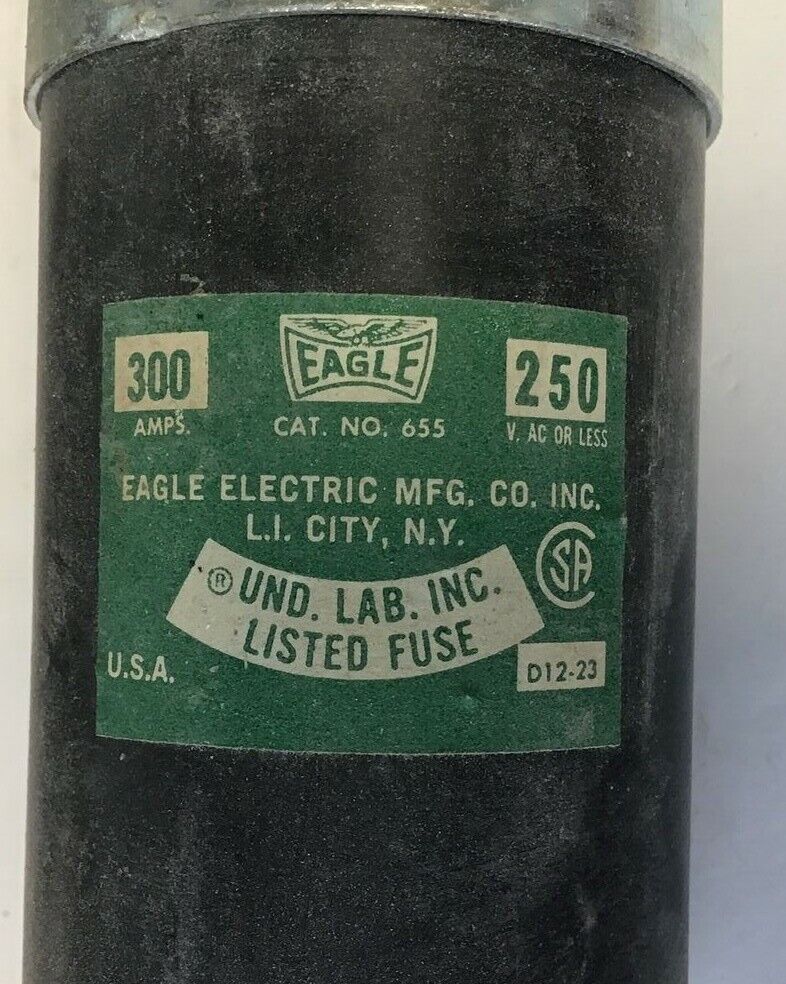 300
AMPS.
EAGLE
CAT. NO. 655
250
V. AC OR LESS
EAGLE ELECTRIC MFG. CO. INC.
L.I. CITY, N.Y.
SA
® UND. LAB. INC.
LISTED FUSE
U.S.A.
D12-23